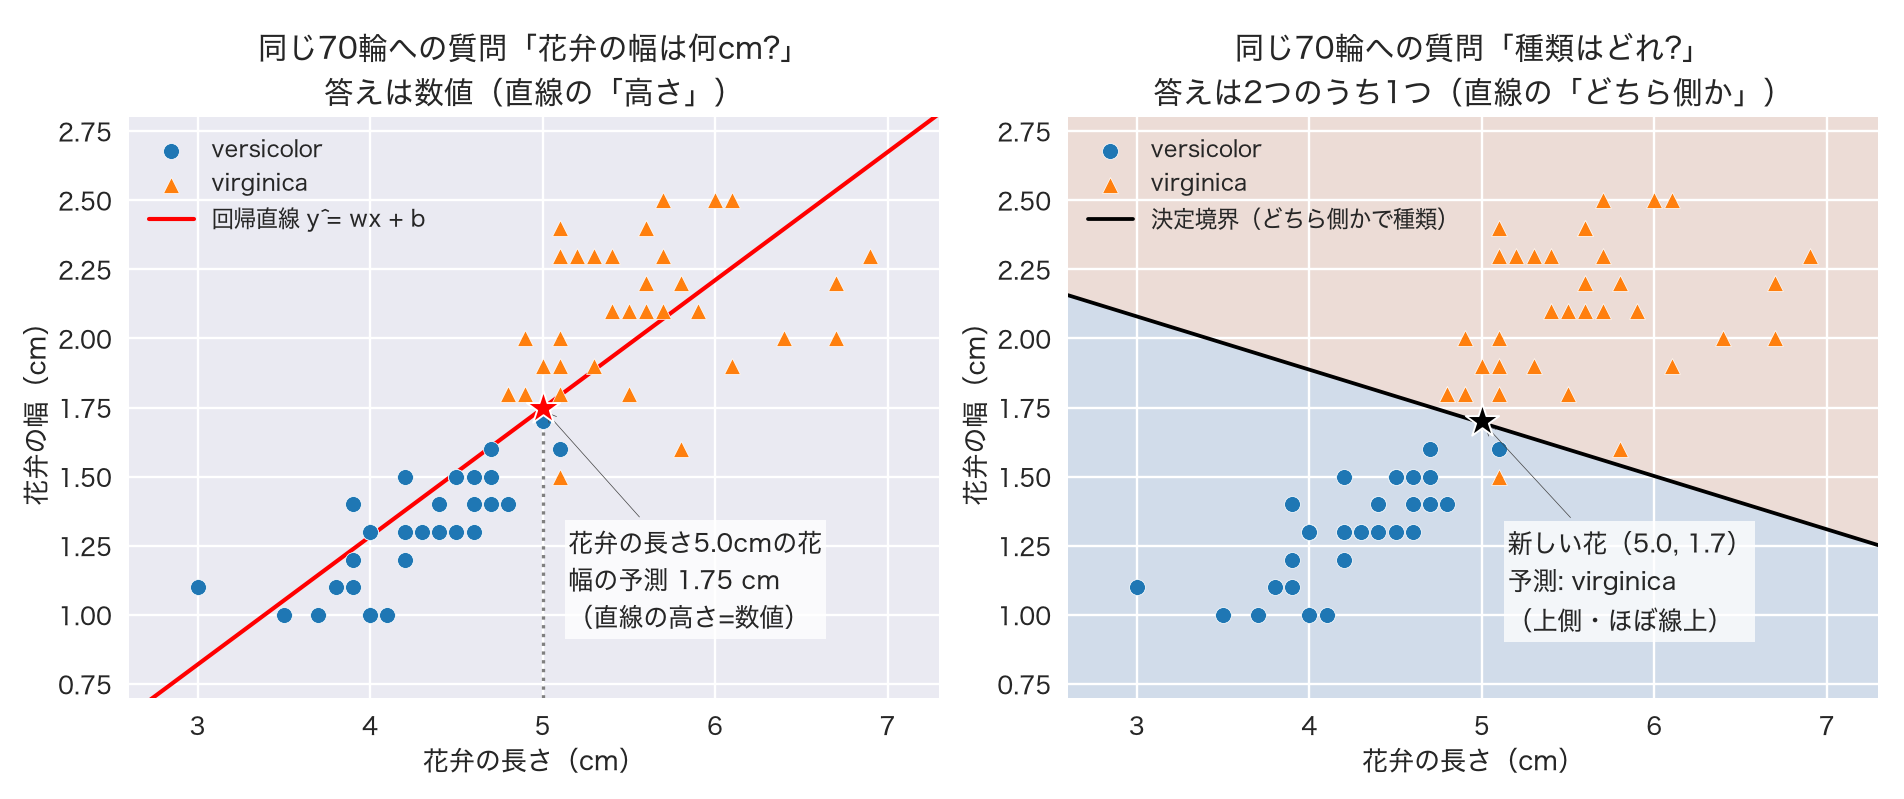 同じ70輪への質問「花弁の幅は何cm?」
答えは数値（直線の「高さ」）
versicolor
virginica
回帰直線 ŷ = wx + b
2.75
2.50
2.25
2.00
1.75
1.50
1.25
1.00
0.75
花弁の幅（cm）
花弁の長さ5.0cmの花
幅の予測 1.75 cm
（直線の高さ=数値）
3 4 5 6 7
花弁の長さ（cm）
同じ70輪への質問「種類はどれ?」
答えは2つのうち1つ（直線の「どちら側か」）
versicolor
virginica
決定境界（どちら側かで種類）
2.75
2.50
2.25
2.00
1.75
1.50
1.25
1.00
0.75
花弁の幅（cm）
新しい花（5.0, 1.7）
予測: virginica
（上側・ほぼ線上）
3 4 5 6 7
花弁の長さ（cm）